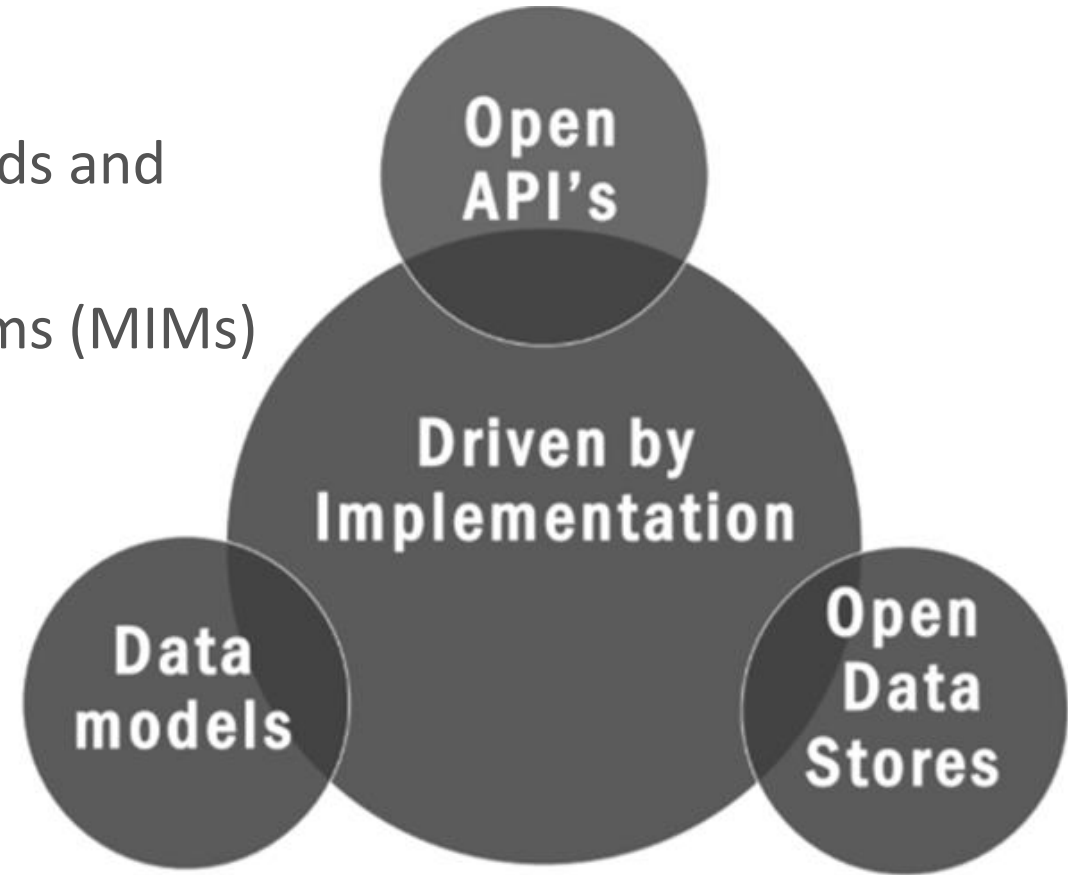 ds and
ms (MIMs)
Open
API's
Driven by
Implementation
Data
models
Open
Data
Stores